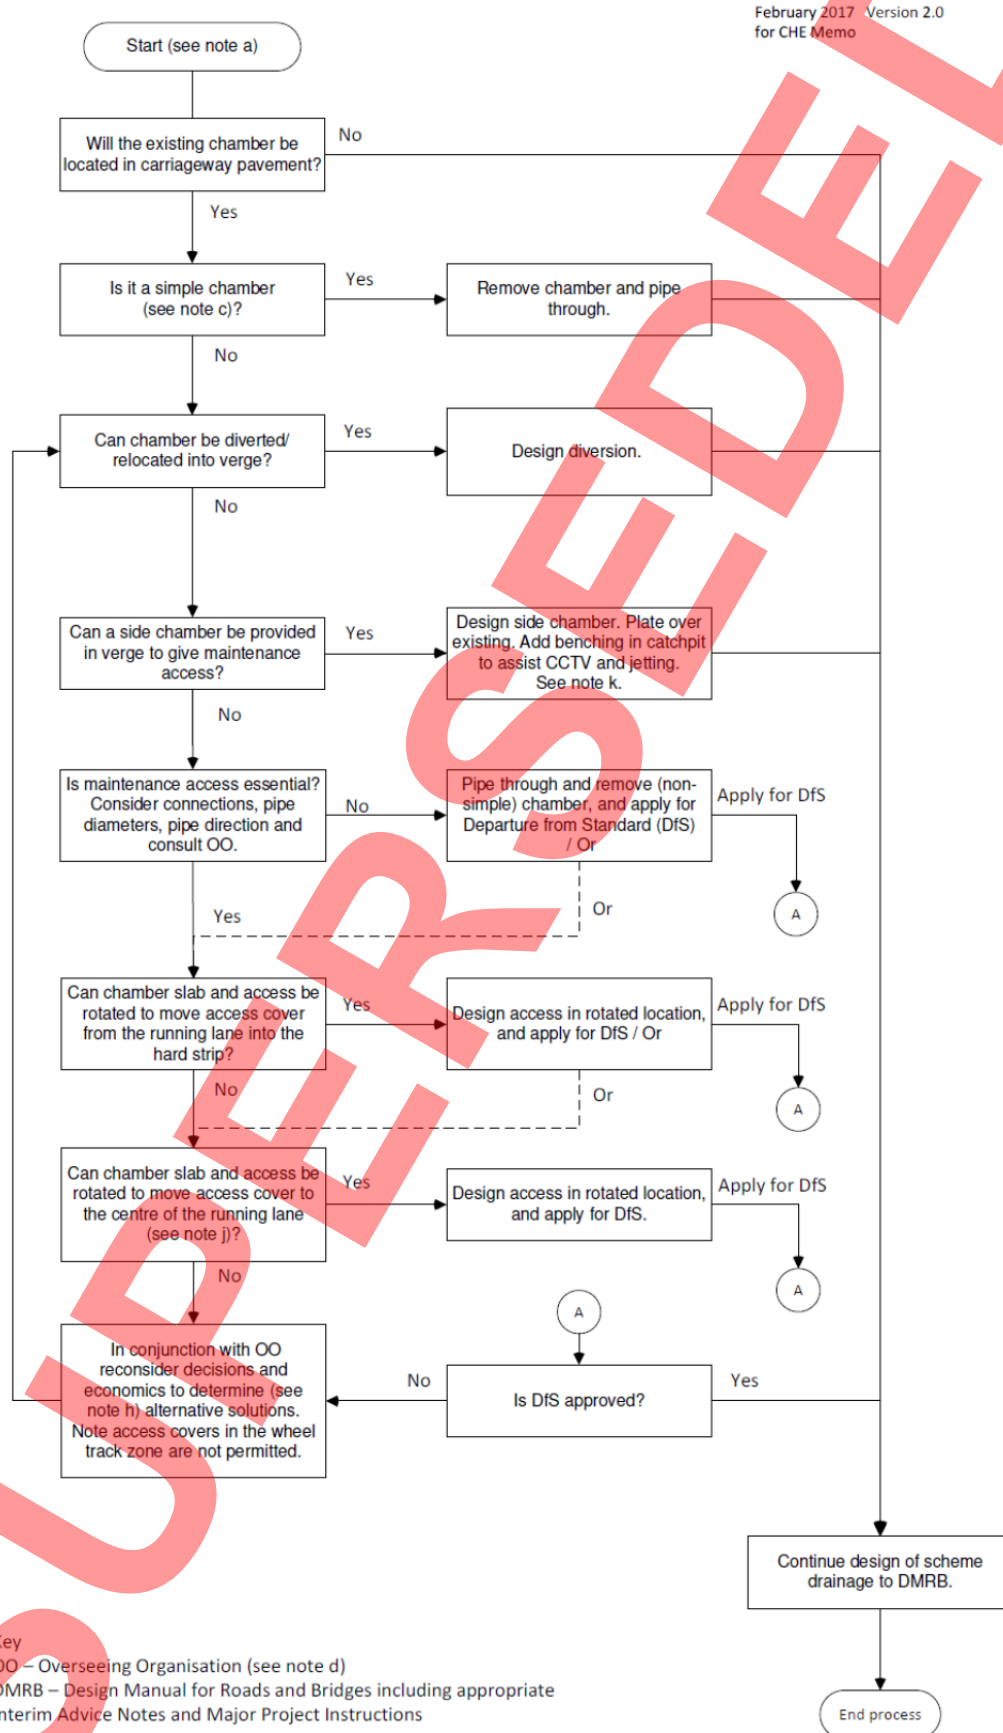 February 2017 Version 2.0
for CHE Memo
Start (see note a)
Will the existing chamber be
located in carriageway pavement?
No
Yes
Is it a simple chamber
(see note c)?
Yes
Remove chamber and pipe
through.
No
Can chamber be diverted/
relocated into verge?
Yes
Design diversion.
No
Can a side chamber be provided
in verge to give maintenance
access?
Yes
Design side chamber. Plate over
existing. Add benching in catchpit
to assist CCTV and jetting.
See note k.
No
Is maintenance access essential?
Consider connections, pipe
diameters, pipe direction and
consult OO.
No
Pipe through and remove (non-
simple) chamber, and apply for
Departure from Standard (DfS)
/ Or
Apply for DfS
A
Or
Yes
Can chamber slab and access be
rotated to move access cover
from the running lane into the
hard strip?
Yes
Design access in rotated location,
and apply for DfS / Or
Apply for DfS
A
Or
No
Can chamber slab and access be
rotated to move access cover to
the centre of the running lane
(see note j)?
Yes
Design access in rotated location,
and apply for DfS.
Apply for DfS
A
No
A
In conjunction with OO
reconsider decisions and
economics to determine (see
note h) alternative solutions.
Note access covers in the wheel
track zone are not permitted.
No
Is DfS approved?
Yes
Continue design of scheme
drainage to DMRB.
End process
Key
OO – Overseeing Organisation (see note d)
DMRB – Design Manual for Roads and Bridges including appropriate
Interim Advice Notes and Major Project Instructions
SUPERSEDED